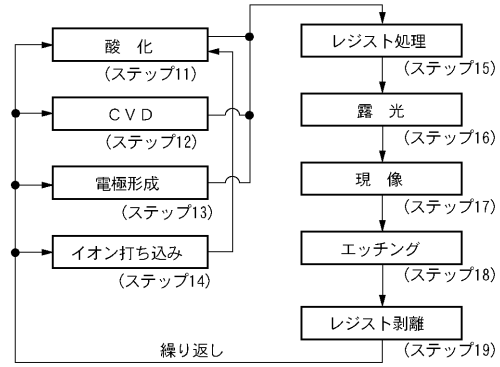 酸　化
(ステップ11)
ＣＶＤ
(ステップ12)
電極形成
(ステップ13)
イオン打ち込み
(ステップ14)
レジスト処理
(ステップ15)
露　光
(ステップ16)
現　像
(ステップ17)
エッチング
(ステップ18)
レジスト剥離
(ステップ19)
繰り返し